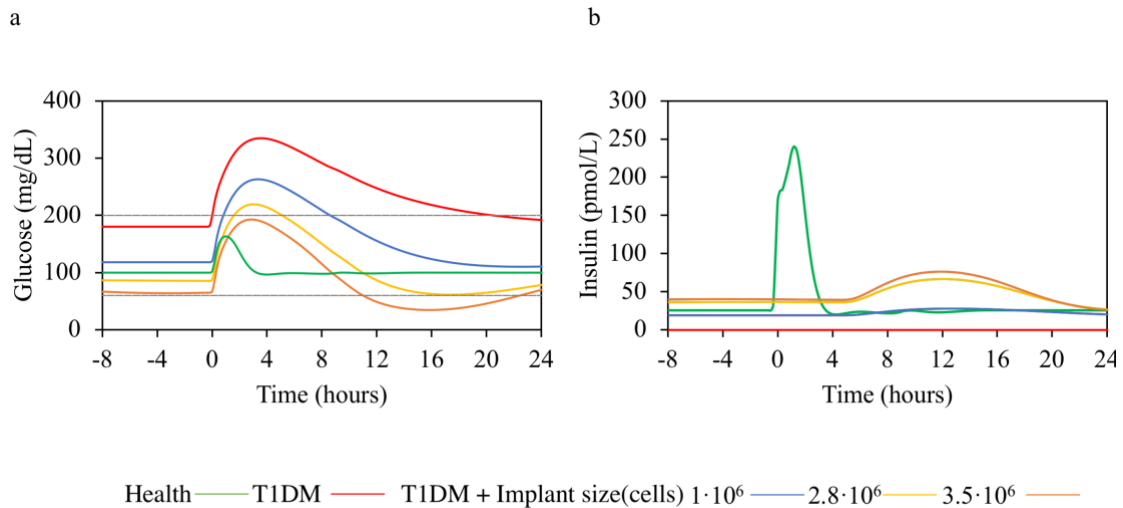 a
b
400
300
200
100
0
-8 -4 0 4 8 12 16 20 24
Glucose (mg/dL)
Time (hours)
300
250
200
150
100
50
0
-8 -4 0 4 8 12 16 20 24
Insulin (pmol/L)
Time (hours)
Health T1DM T1DM + Implant size(cells) 1·10⁶ 2.8·10⁶ 3.5·10⁶